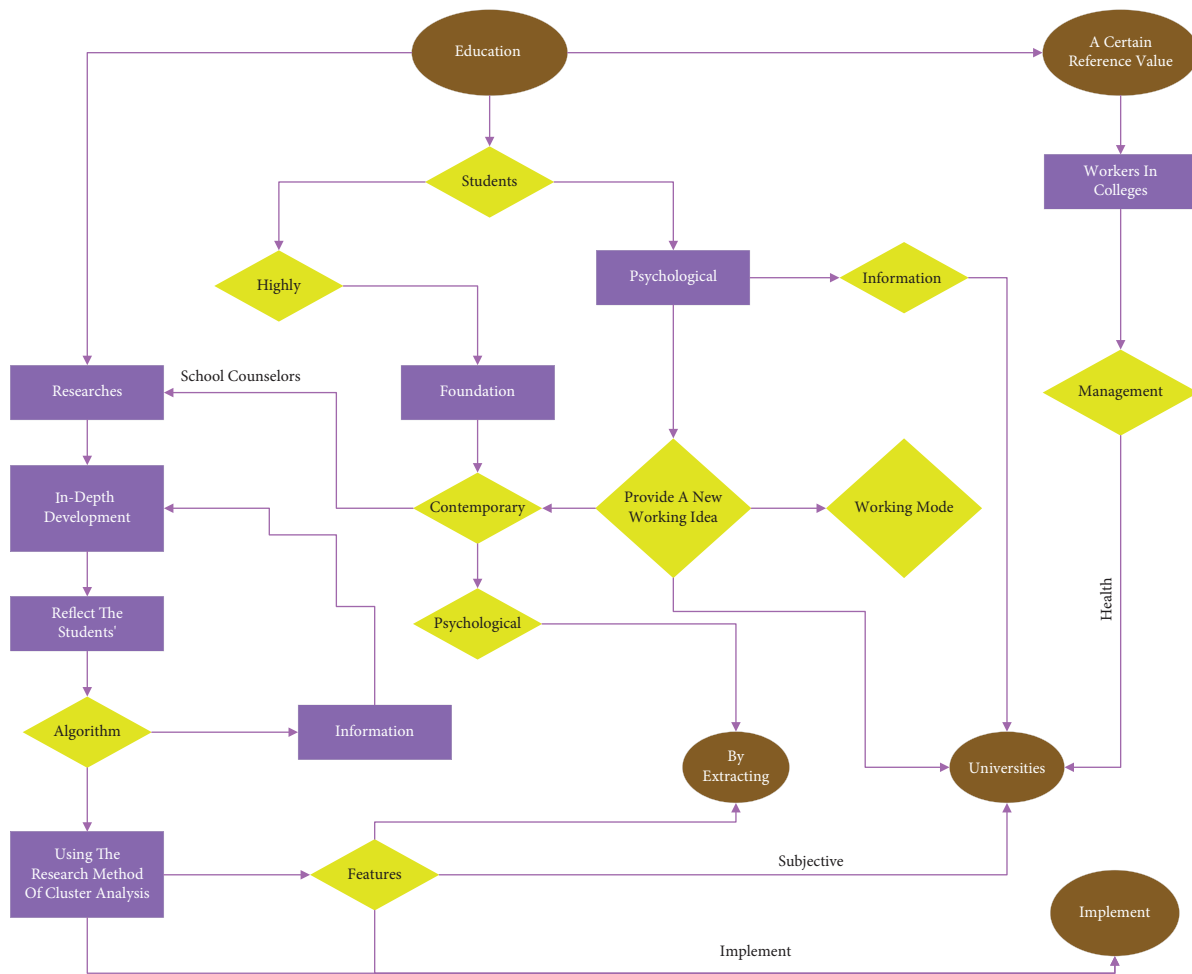 Education
A Certain
Reference Value
Students
Workers In
Colleges
Highly
Psychological
Information
School Counselors
Researches
Foundation
Management
In-Depth
Development
Contemporary
Provide A New
Working Idea
Working Mode
Health
Reflect The
Students'
Psychological
Algorithm
Information
By
Extracting
Universities
Using The
Research Method
Of Cluster Analysis
Features
Subjective
Implement
Implement